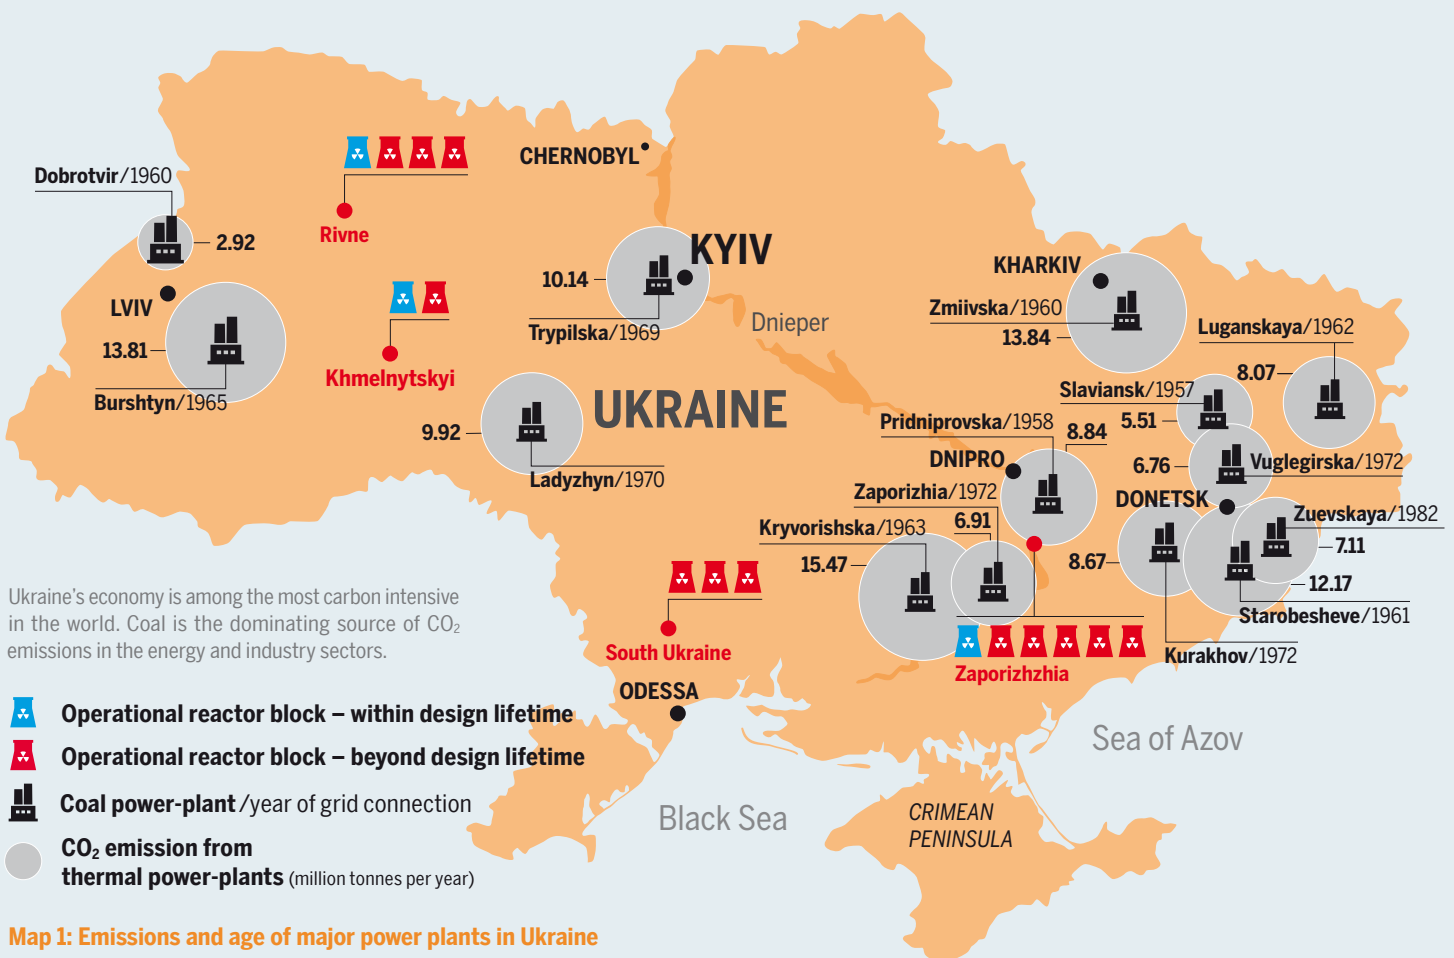 CHERNOBYL
Dobrotvir/1960
Rivne
2.92
KYIV
KHARKIV
10.14
LVIV
Zmiivska/1960
Dnieper
Luganskaya/1962
Trypilska/1969
13.84
13.81
8.07
Khmelnytskyi
Slaviansk/1957
Burshtyn/1965
UKRAINE
Pridniprovska/1958
5.51
9.92
8.84
DNIPRO
6.76
Vuglegirska/1972
Ladyzhyn/1970
Zaporizhia/1972
DONETSK
Zuevskaya/1982
6.91
Kryvorishska/1963
7.11
15.47
8.67
12.17
Starobesheve/1961
Kurakhov/1972
South Ukraine
Zaporizhzhia
ODESSA
Sea of Azov
Black Sea
CRIMEAN
PENINSULA
Ukraine’s economy is among the most carbon intensive
in the world. Coal is the dominating source of CO₂
emissions in the energy and industry sectors.
Operational reactor block – within design lifetime
Operational reactor block – beyond design lifetime
Coal power-plant/year of grid connection
CO₂ emission from
thermal power-plants (million tonnes per year)
Map 1: Emissions and age of major power plants in Ukraine